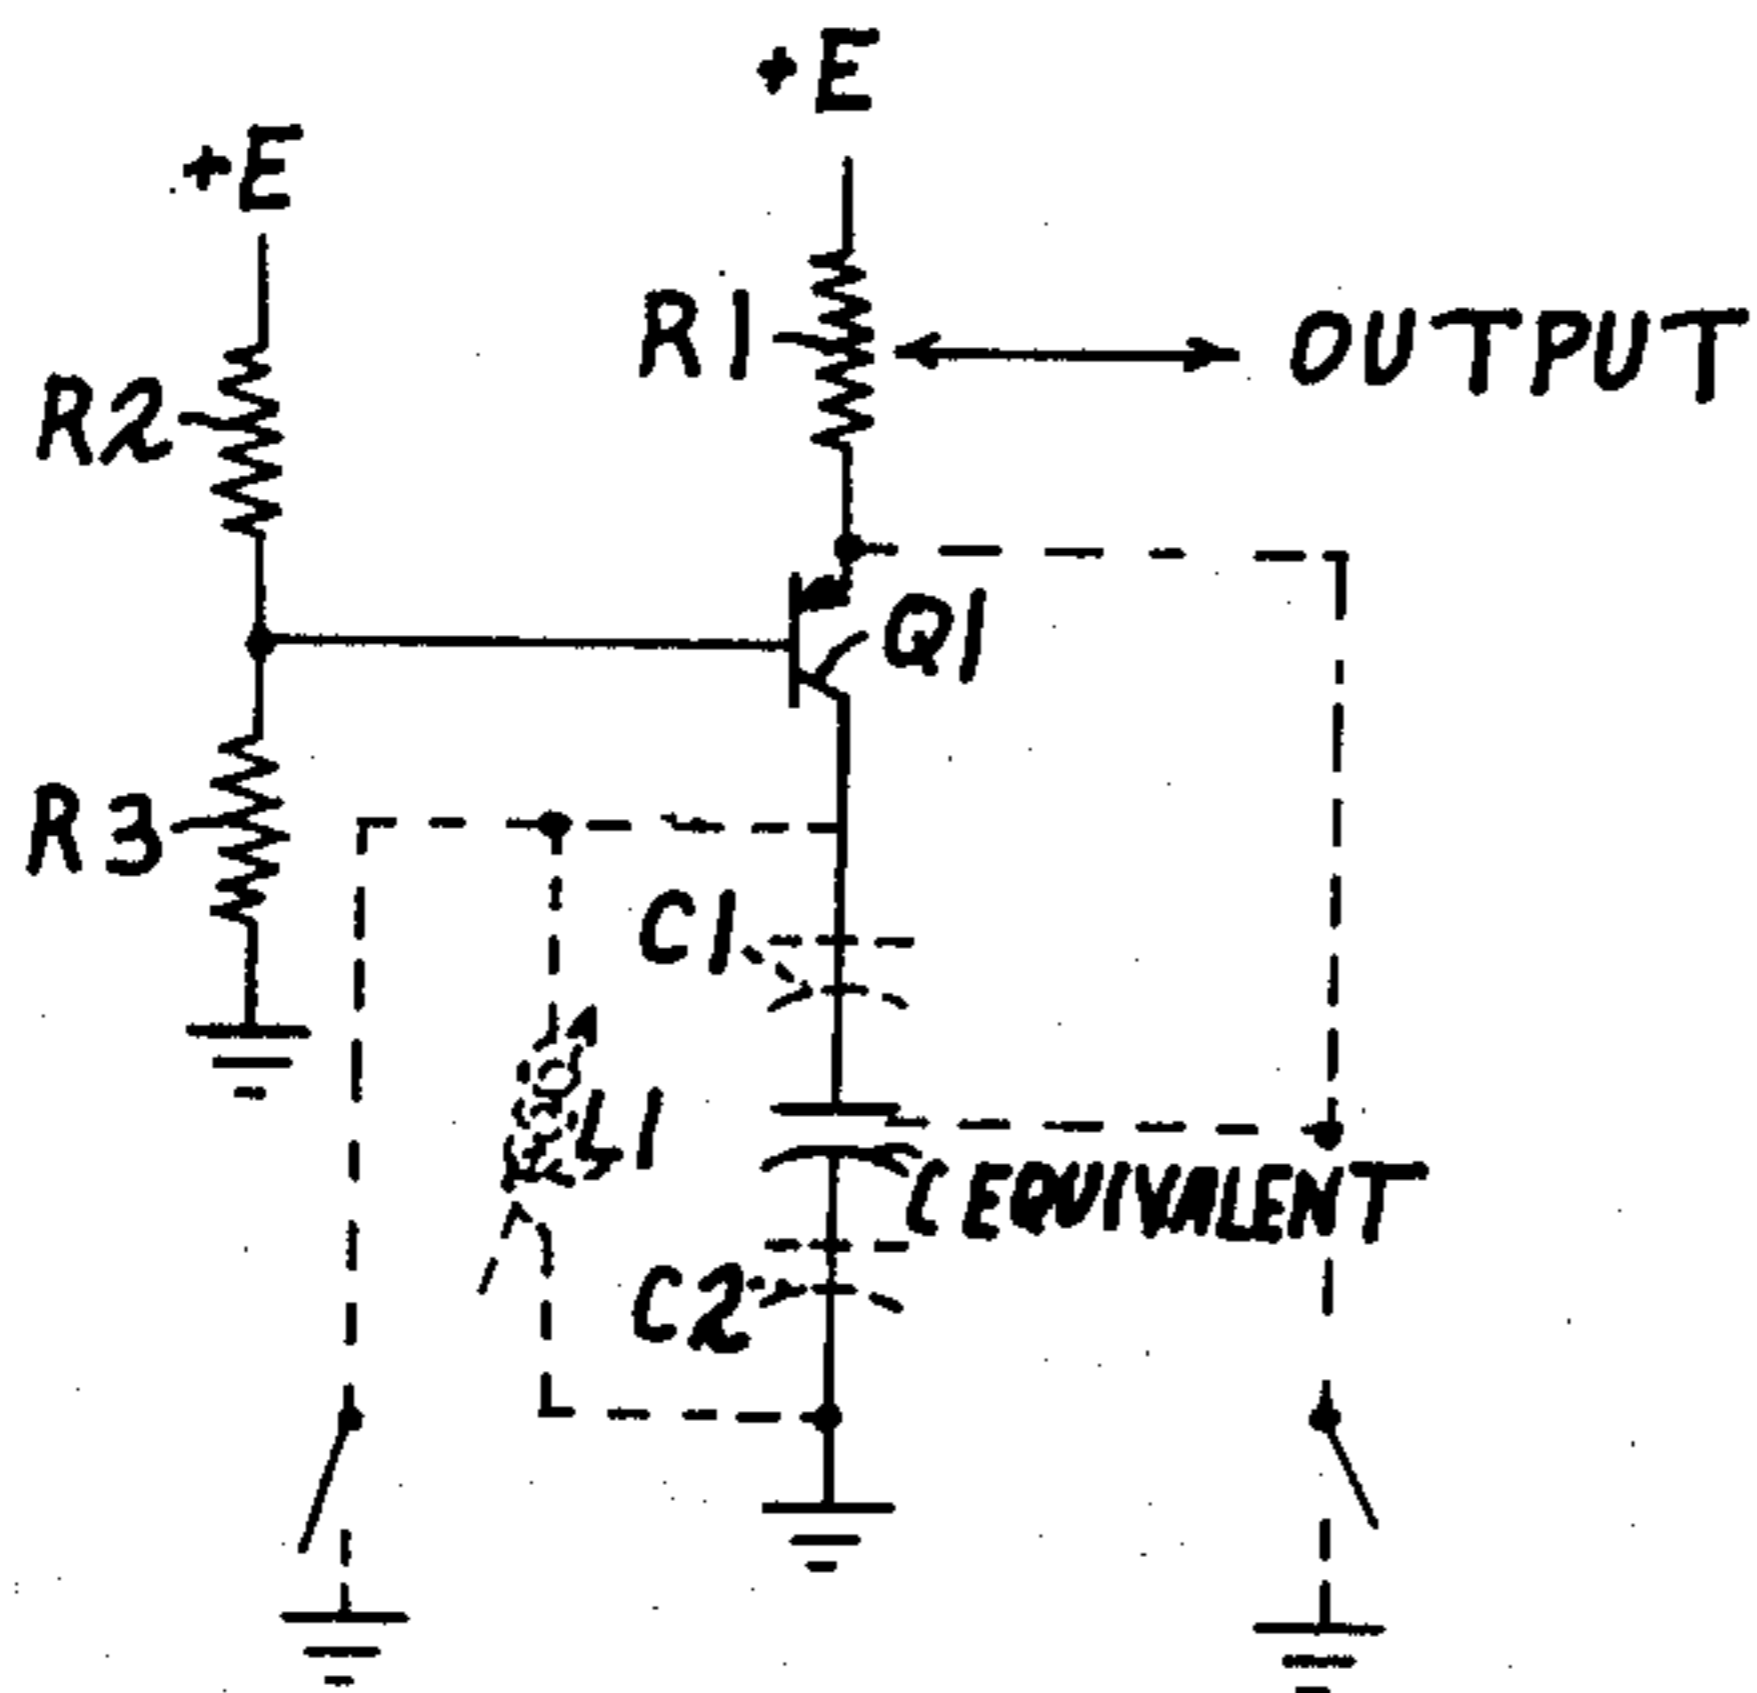 +E
+E
R1
OUTPUT
R2
Q1
R3
C1
L1
C EQUIVALENT
C2